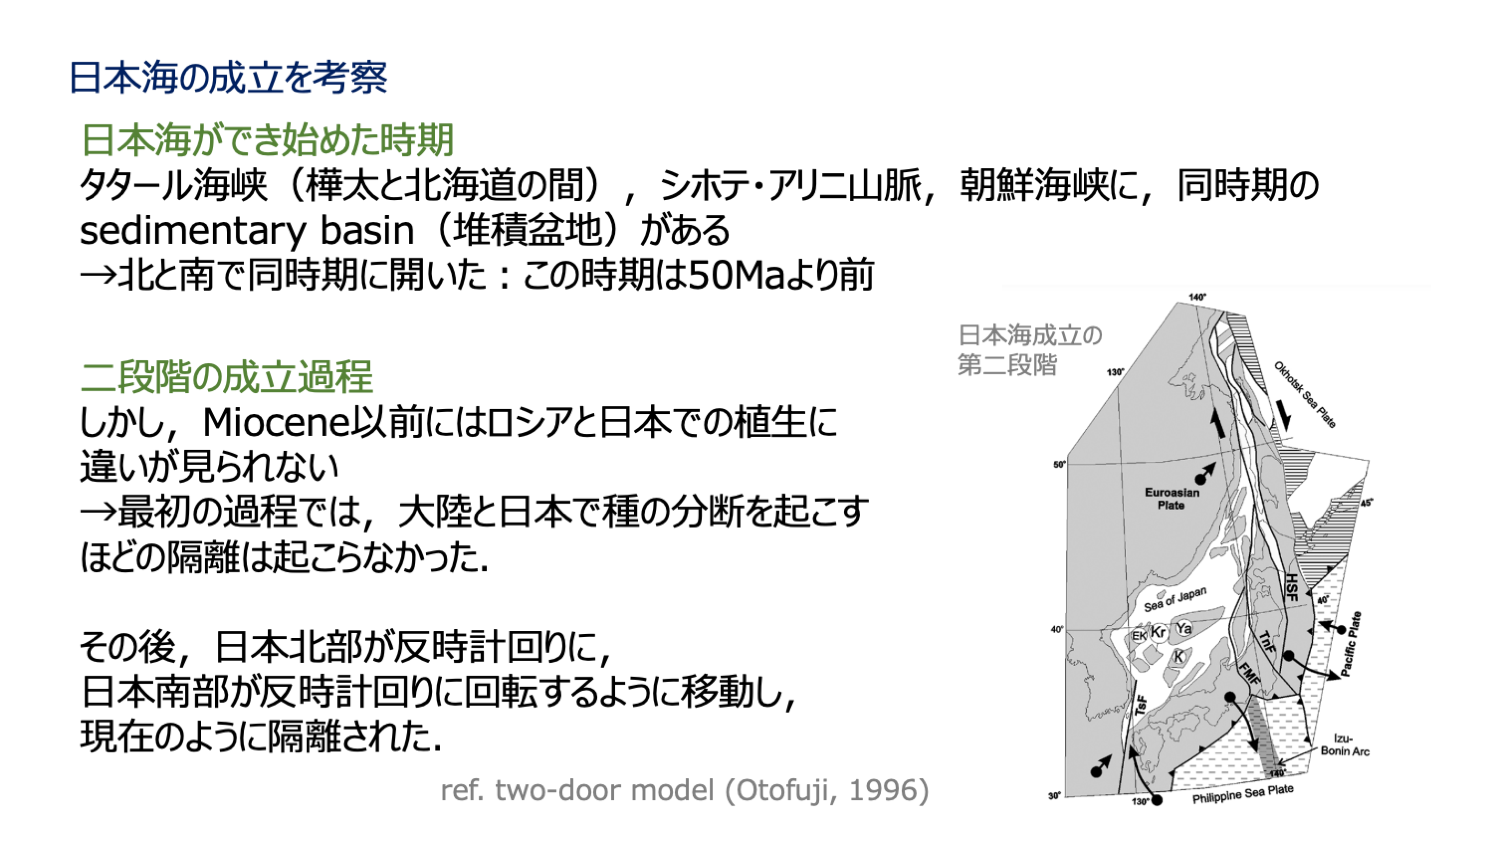 日本海の成立を考察
日本海ができ始めた時期
タタール海峡（樺太と北海道の間），シホテ・アリニ山脈，朝鮮海峡に，同時期の
sedimentary basin（堆積盆地）がある
→北と南で同時期に開いた：この時期は50Maより前
二段階の成立過程
しかし，Miocene以前にはロシアと日本での植生に
違いが見られない
→最初の過程では，大陸と日本で種の分断を起こす
ほどの隔離は起こらなかった.
その後，日本北部が反時計回りに，
日本南部が反時計回りに回転するように移動し，
現在のように隔離された.
ref. two-door model (Otofuji, 1996)
日本海成立の
第二段階
140°
130°
Okhotsk Sea Plate
50°
45°
Euroasian
Plate
Sea of Japan
HSF
40°
40°
EK
Kr
Ya
K
TnF
FMF
TsF
Pacific Plate
Izu-
Bonin Arc
140°
30°
130°
Philippine Sea Plate